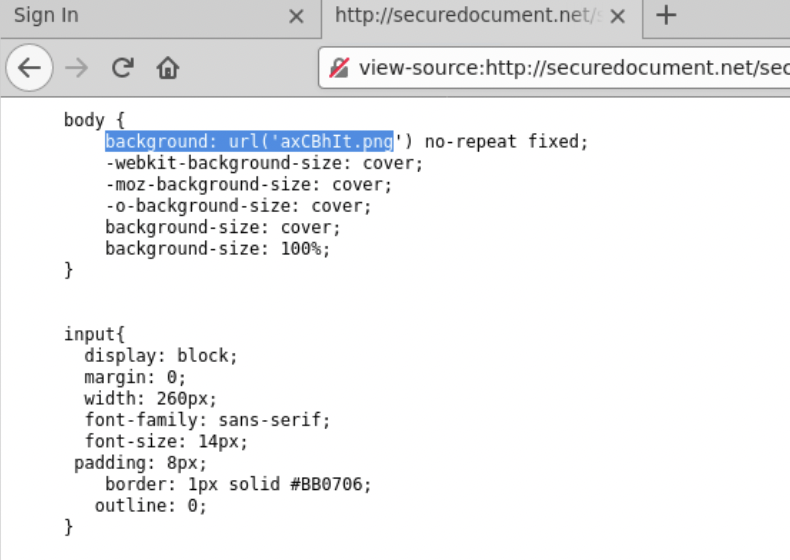 Sign In
http://securedocument.net/s
view-source:http://securedocument.net/sec
body {
background: url('axCBhIt.png') no-repeat fixed;
-webkit-background-size: cover;
-moz-background-size: cover;
-o-background-size: cover;
background-size: cover;
background-size: 100%;
}
input{
display: block;
margin: 0;
width: 260px;
font-family: sans-serif;
font-size: 14px;
padding: 8px;
border: 1px solid #BB0706;
outline: 0;
}